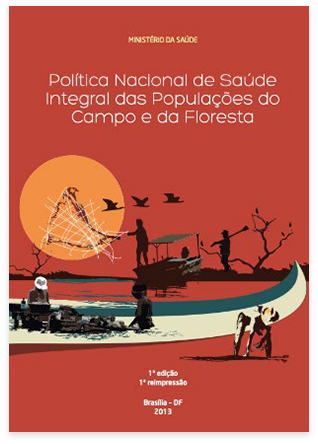 MINISTÉRIO DA SAÚDE
Política Nacional de Saúde
Integral das Populações do
Campo e da Floresta
1ª edição
1ª reimpressão
Brasília – DF
2013